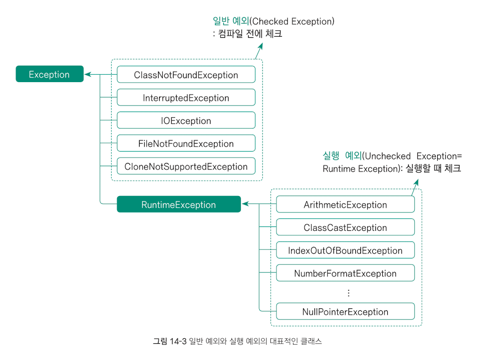 일반 예외(Checked Exception)
: 컴파일 전에 체크
Exception
ClassNotFoundException
InterruptedException
IOException
FileNotFoundException
CloneNotSupportedException
실행 예외(Unchecked Exception=
Runtime Exception): 실행할 때 체크
RuntimeException
ArithmeticException
ClassCastException
IndexOutOfBoundException
NumberFormatException
⋮
NullPointerException
그림 14-3 일반 예외와 실행 예외의 대표적인 클래스